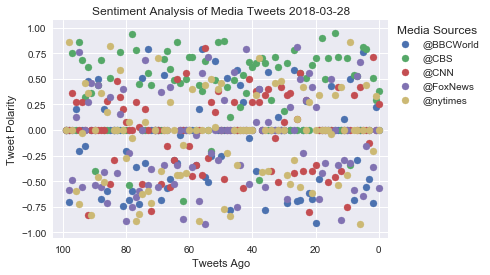 Sentiment Analysis of Media Tweets 2018-03-28
Media Sources
@BBCWorld
@CBS
@CNN
@FoxNews
@nytimes
Tweet Polarity
1.00
0.75
0.50
0.25
0.00
−0.25
−0.50
−0.75
−1.00
100
80
60
40
20
0
Tweets Ago